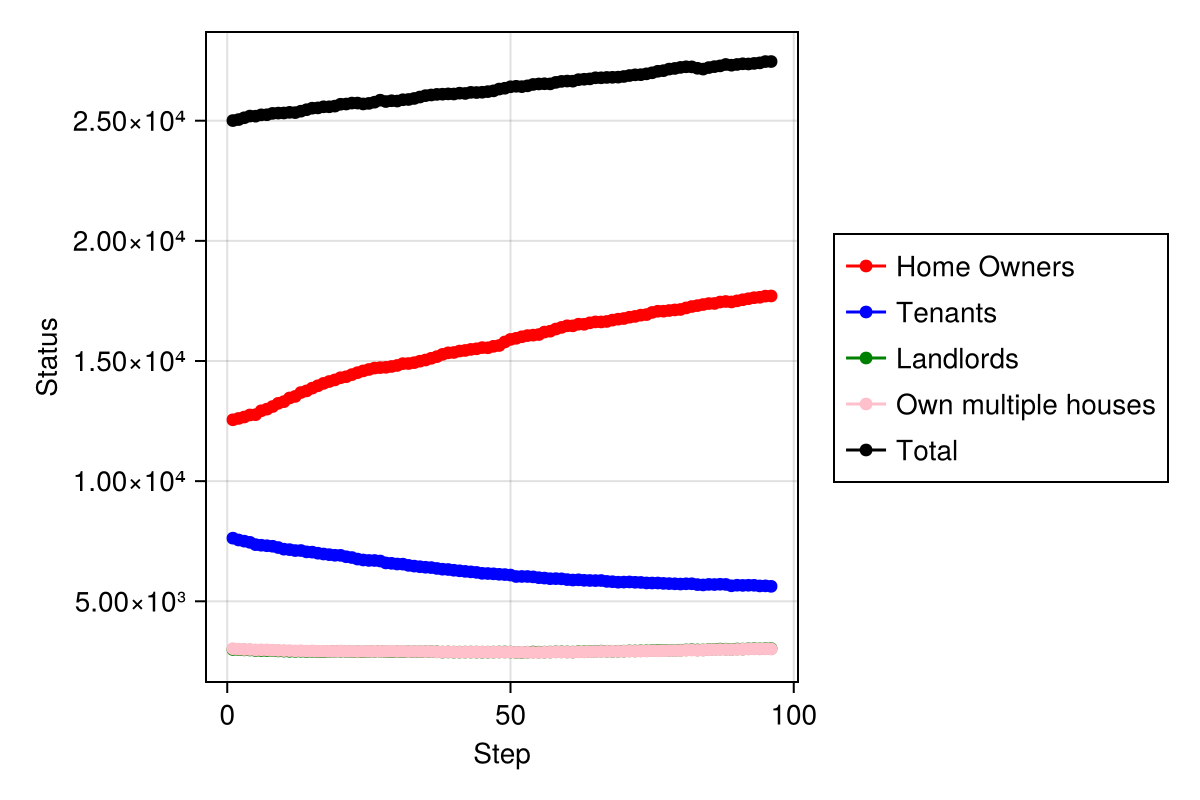 2.50×10⁴
2.00×10⁴
1.50×10⁴
1.00×10⁴
5.00×10³
Status
0 50 100
Step
Home Owners
Tenants
Landlords
Own multiple houses
Total